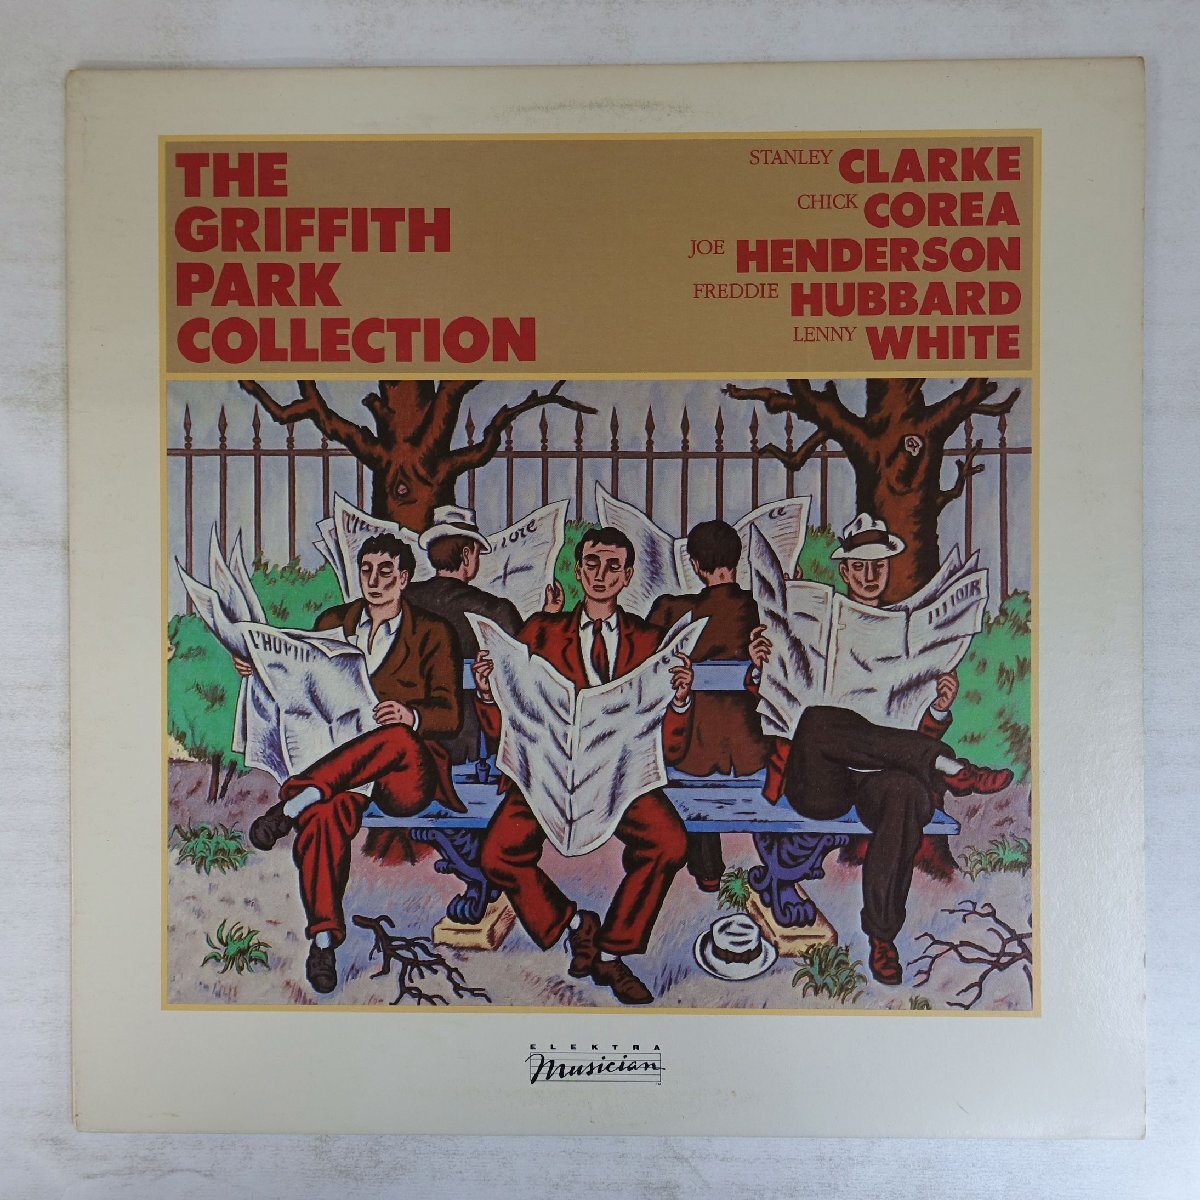 THE
GRIFFITH
PARK
COLLECTION
STANLEY CLARKE
CHICK COREA
JOE HENDERSON
FREDDIE HUBBARD
LENNY WHITE
ELEKTRA
Musician